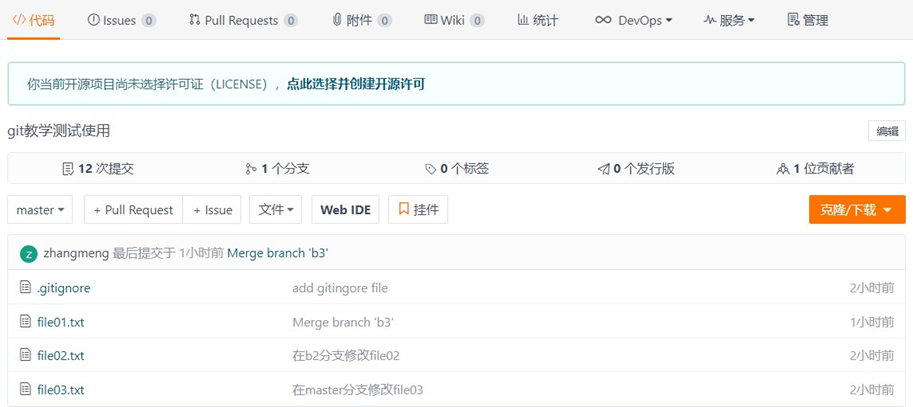 代码 Issues 0 Pull Requests 0 附件 0 Wiki 0 统计 DevOps 服务 管理
你当前开源项目尚未选择许可证（LICENSE），点此选择并创建开源许可
git教学测试使用 编辑
12 次提交 1 个分支 0 个标签 0 个发行版 1 位贡献者
master + Pull Request + Issue 文件 Web IDE 挂件 克隆/下载
z zhangmeng 最后提交于 1小时前 Merge branch 'b3'
.gitignore add gitingore file 2小时前
file01.txt Merge branch 'b3' 1小时前
file02.txt 在b2分支修改file02 2小时前
file03.txt 在master分支修改file03 2小时前